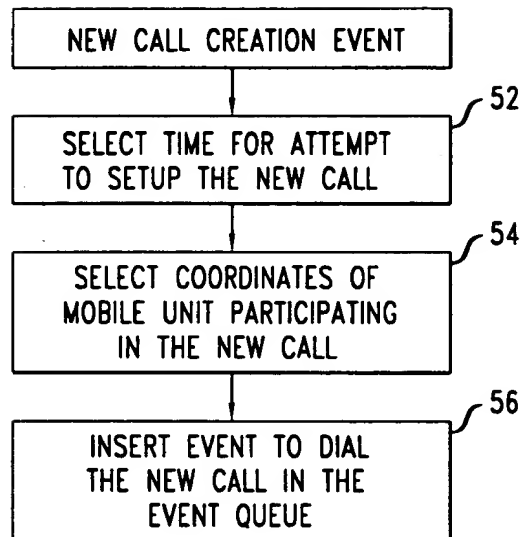 NEW CALL CREATION EVENT
52
SELECT TIME FOR ATTEMPT
TO SETUP THE NEW CALL
54
SELECT COORDINATES OF
MOBILE UNIT PARTICIPATING
IN THE NEW CALL
56
INSERT EVENT TO DIAL
THE NEW CALL IN THE
EVENT QUEUE